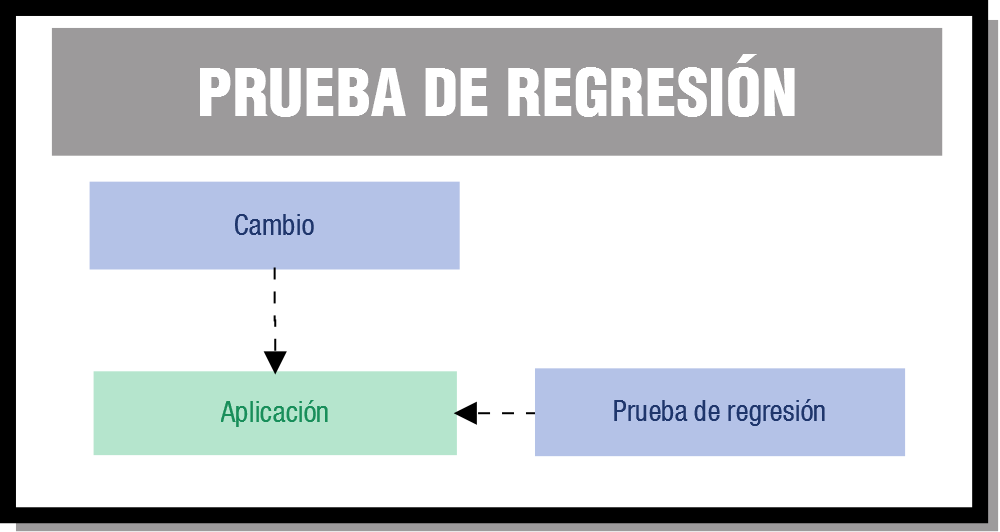 PRUEBA DE REGRESIÓN
Cambio
Aplicación
Prueba de regresión